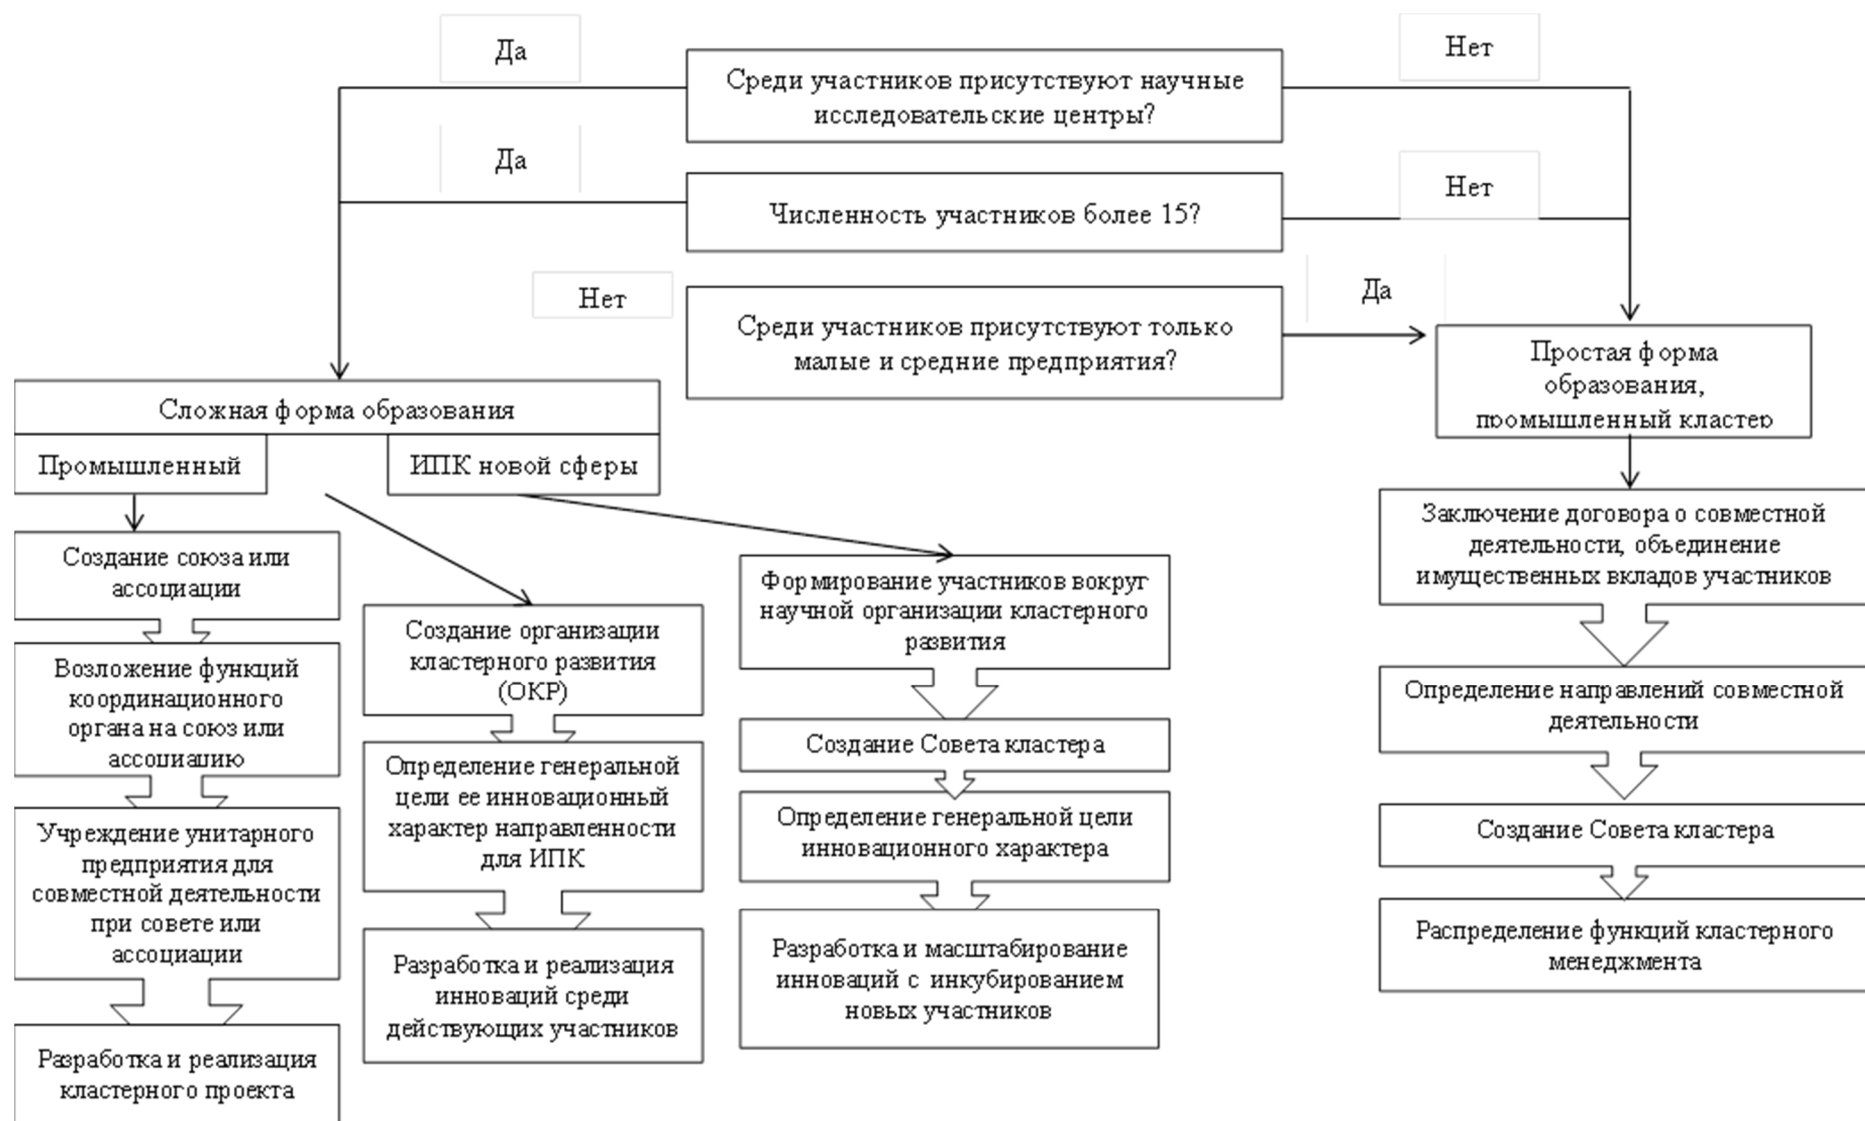 Да
Нет
Среди участников присутствуют научные
исследовательские центры?
Да
Нет
Численность участников более 15?
Нет
Да
Среди участников присутствуют только
малые и средние предприятия?
Простая форма
образования,
промышленный кластер
Сложная форма образования
Промышленный
ИПК новой сферы
Создание союза или
ассоциации
Возложение функций
координационного
органа на союз или
ассоциацию
Учреждение унитарного
предприятия для
совместной деятельности
при совете или
ассоциации
Разработка и реализация
кластерного проекта
Создание организации
кластерного развития
(ОКР)
Определение генеральной
цели ее инновационный
характер направленности
для ИПК
Разработка и реализация
инноваций среди
действующих участников
Формирование участников вокруг
научной организации кластерного
развития
Создание Совета кластера
Определение генеральной цели
инновационного характера
Разработка и масштабирование
инноваций с инкубированием
новых участников
Заключение договора о совместной
деятельности, объединение
имущественных вкладов участников
Определение направлений совместной
деятельности
Создание Совета кластера
Распределение функций кластерного
менеджмента